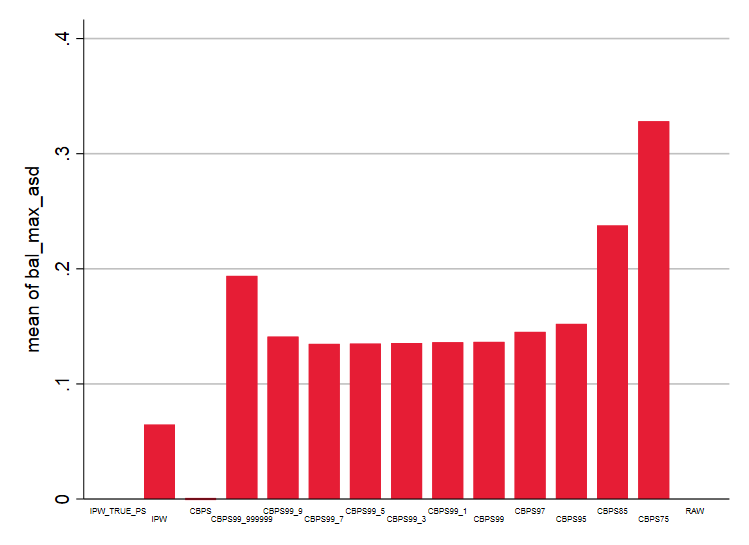 mean of bal_max_asd
.4
.3
.2
.1
0
IPW_TRUE_PS
IPW
CBPS
CBPS99_999999
CBPS99_9
CBPS99_7
CBPS99_5
CBPS99_3
CBPS99_1
CBPS99
CBPS97
CBPS95
CBPS85
CBPS75
RAW